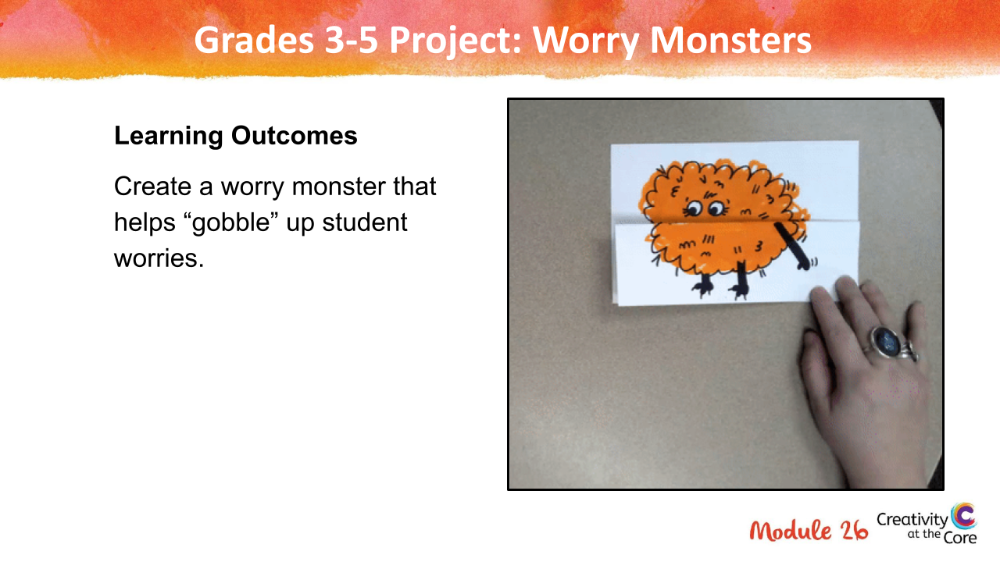 Grades 3-5 Project: Worry Monsters
Learning Outcomes
Create a worry monster that
helps “gobble” up student
worries.
Module 26
Creativity
at the Core